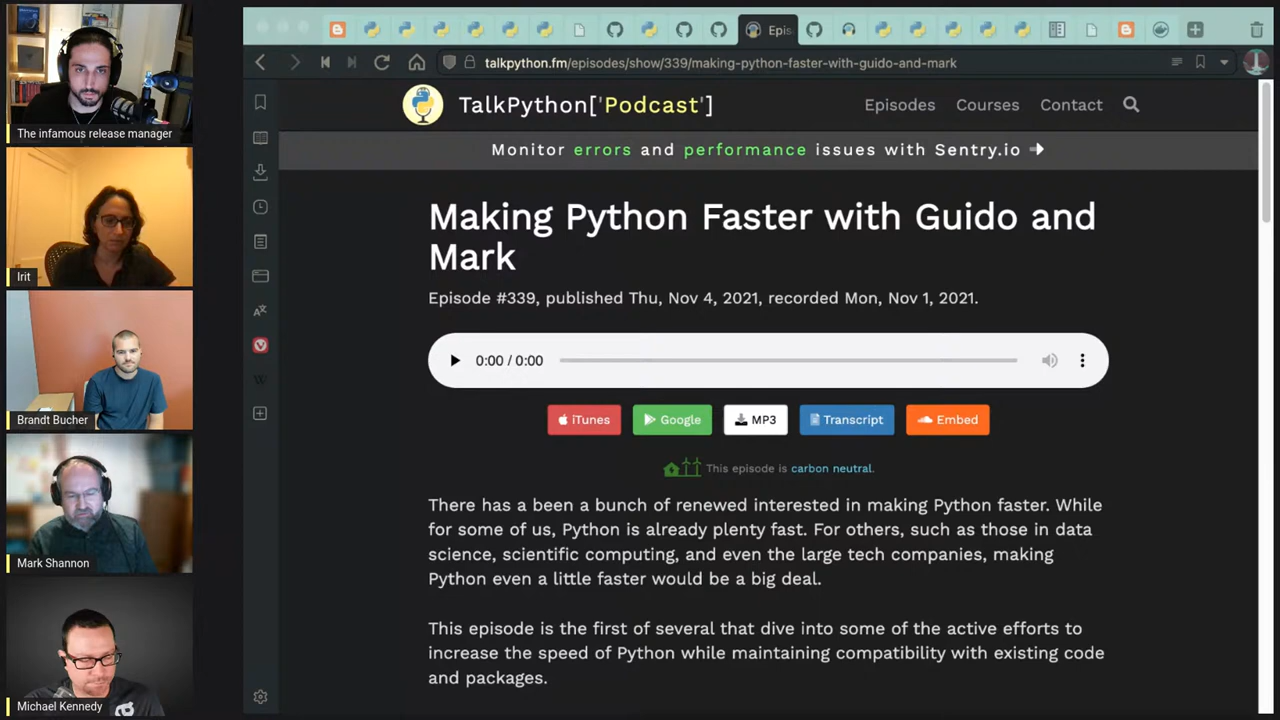 The infamous release manager
Irit
Brandt Bucher
Mark Shannon
Michael Kennedy
Epis
talkpython.fm/episodes/show/339/making-python-faster-with-guido-and-mark
TalkPython['Podcast']
Episodes
Courses
Contact
Monitor errors and performance issues with Sentry.io
Making Python Faster with Guido and
Mark
Episode #339, published Thu, Nov 4, 2021, recorded Mon, Nov 1, 2021.
0:00 / 0:00
iTunes
Google
MP3
Transcript
Embed
This episode is carbon neutral.
There has a been a bunch of renewed interested in making Python faster. While
for some of us, Python is already plenty fast. For others, such as those in data
science, scientific computing, and even the large tech companies, making
Python even a little faster would be a big deal.
This episode is the first of several that dive into some of the active efforts to
increase the speed of Python while maintaining compatibility with existing code
and packages.